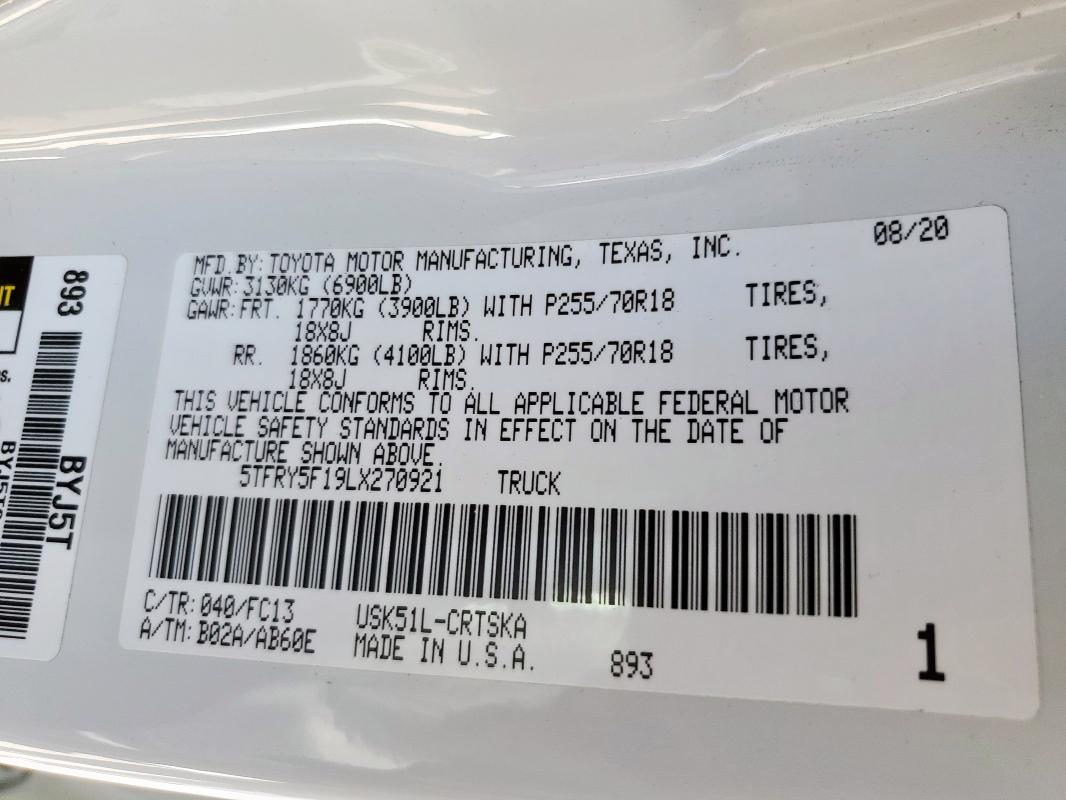 MFD. BY: TOYOTA MOTOR MANUFACTURING, TEXAS, INC. 08/20
GVWR: 3130KG (6900LB)
GAWR: FRT. 1770KG (3900LB) WITH P255/70R18 TIRES,
18X8J RIMS.
RR. 1860KG (4100LB) WITH P255/70R18 TIRES,
18X8J RIMS.
THIS VEHICLE CONFORMS TO ALL APPLICABLE FEDERAL MOTOR
VEHICLE SAFETY STANDARDS IN EFFECT ON THE DATE OF
MANUFACTURE SHOWN ABOVE.
5TFRY5F19LX270921 TRUCK
C/TR: 040/FC13 USK51L-CRTSKA
A/TM: B02A/AB60E MADE IN U.S.A. 893 1
893
BYJ5T